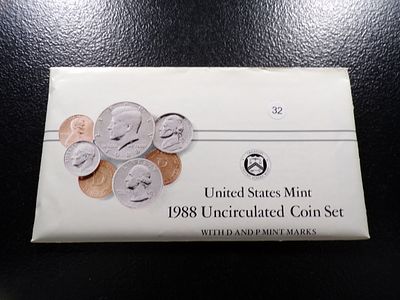 32
United States Mint
1988 Uncirculated Coin Set
WITH D AND P MINT MARKS